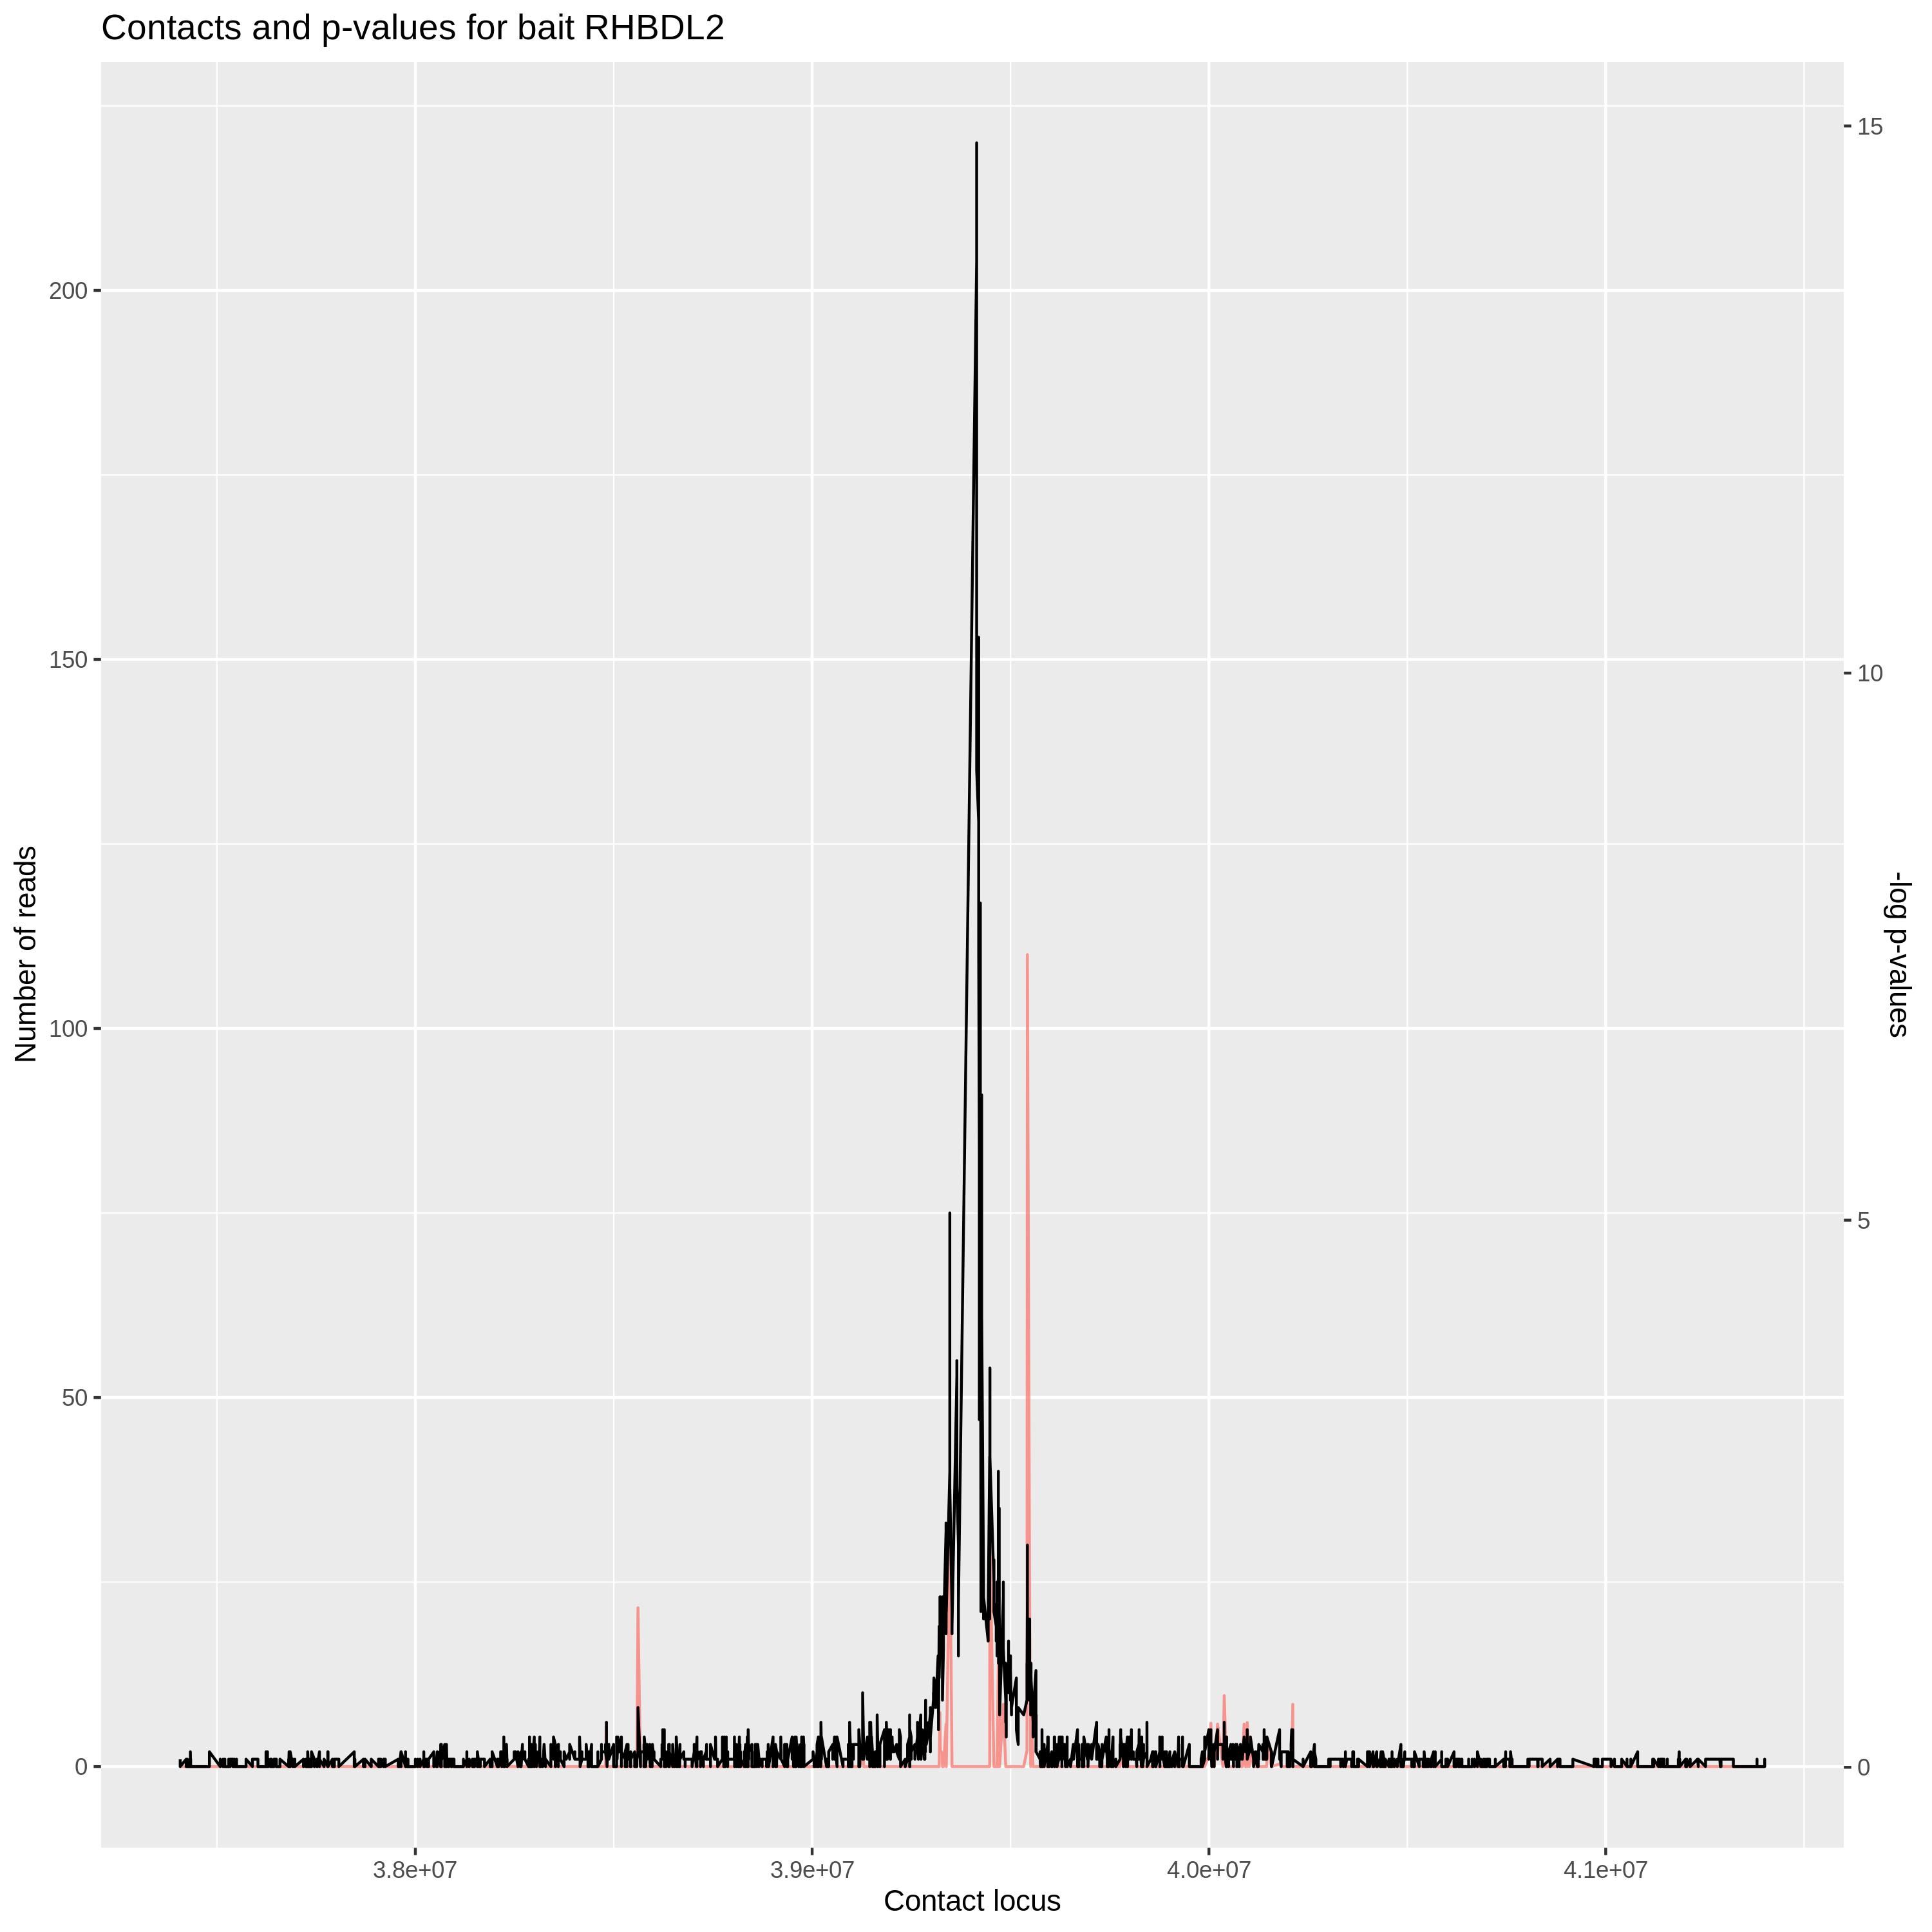 Contacts and p-values for bait RHBDL2
Number of reads
200
150
100
50
0
15
10
5
0
-log p-values
3.8e+07
3.9e+07
4.0e+07
4.1e+07
Contact locus